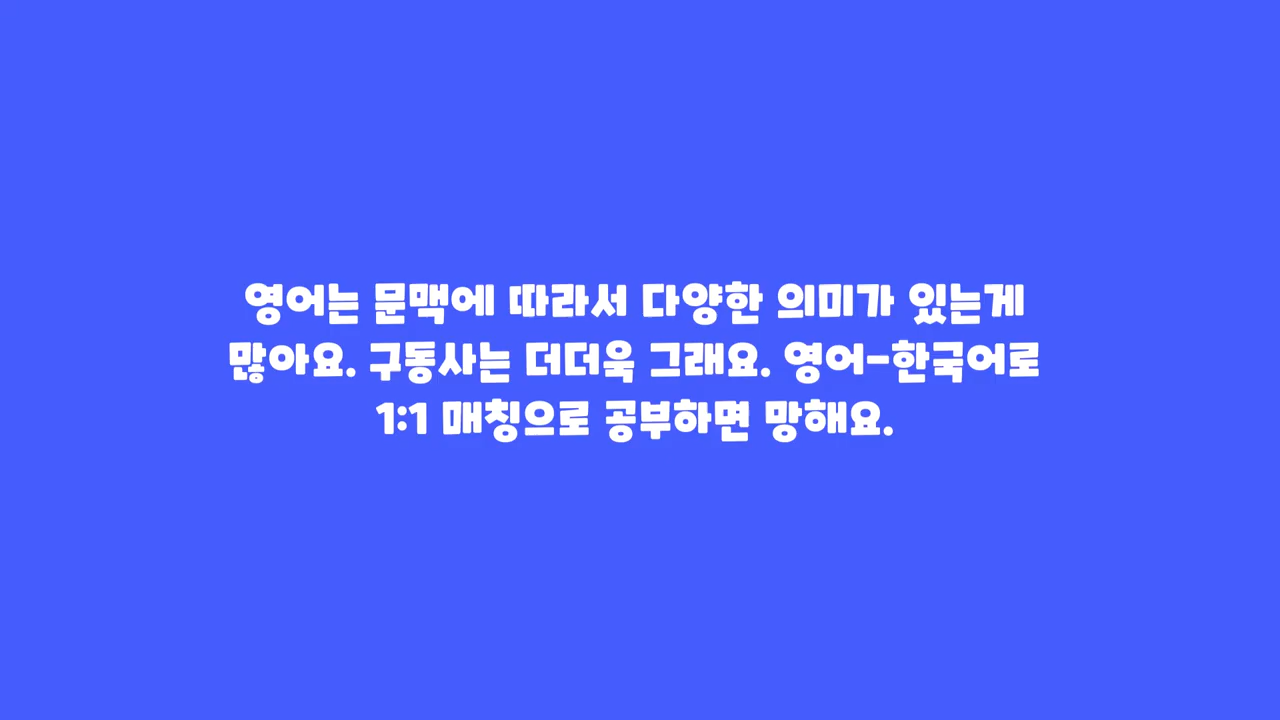 영어는 문맥에 따라서 다양한 의미가 있는게
많아요. 구동사는 더더욱 그래요. 영어-한국어로
1:1 매칭으로 공부하면 망해요.